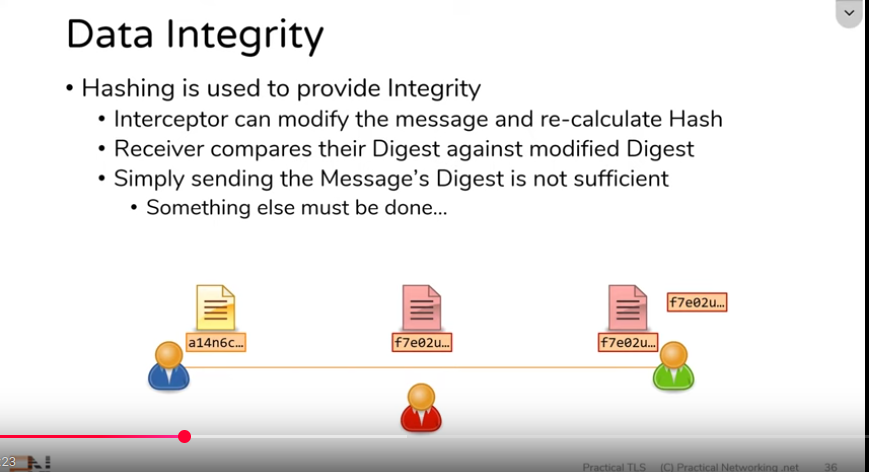 Data Integrity
• Hashing is used to provide Integrity
• Interceptor can modify the message and re-calculate Hash
• Receiver compares their Digest against modified Digest
• Simply sending the Message's Digest is not sufficient
• Something else must be done...
f7e02u...
a14n6c...
f7e02u...
f7e02u...
:23
Practical TLS (C) Practical Networking .net 36